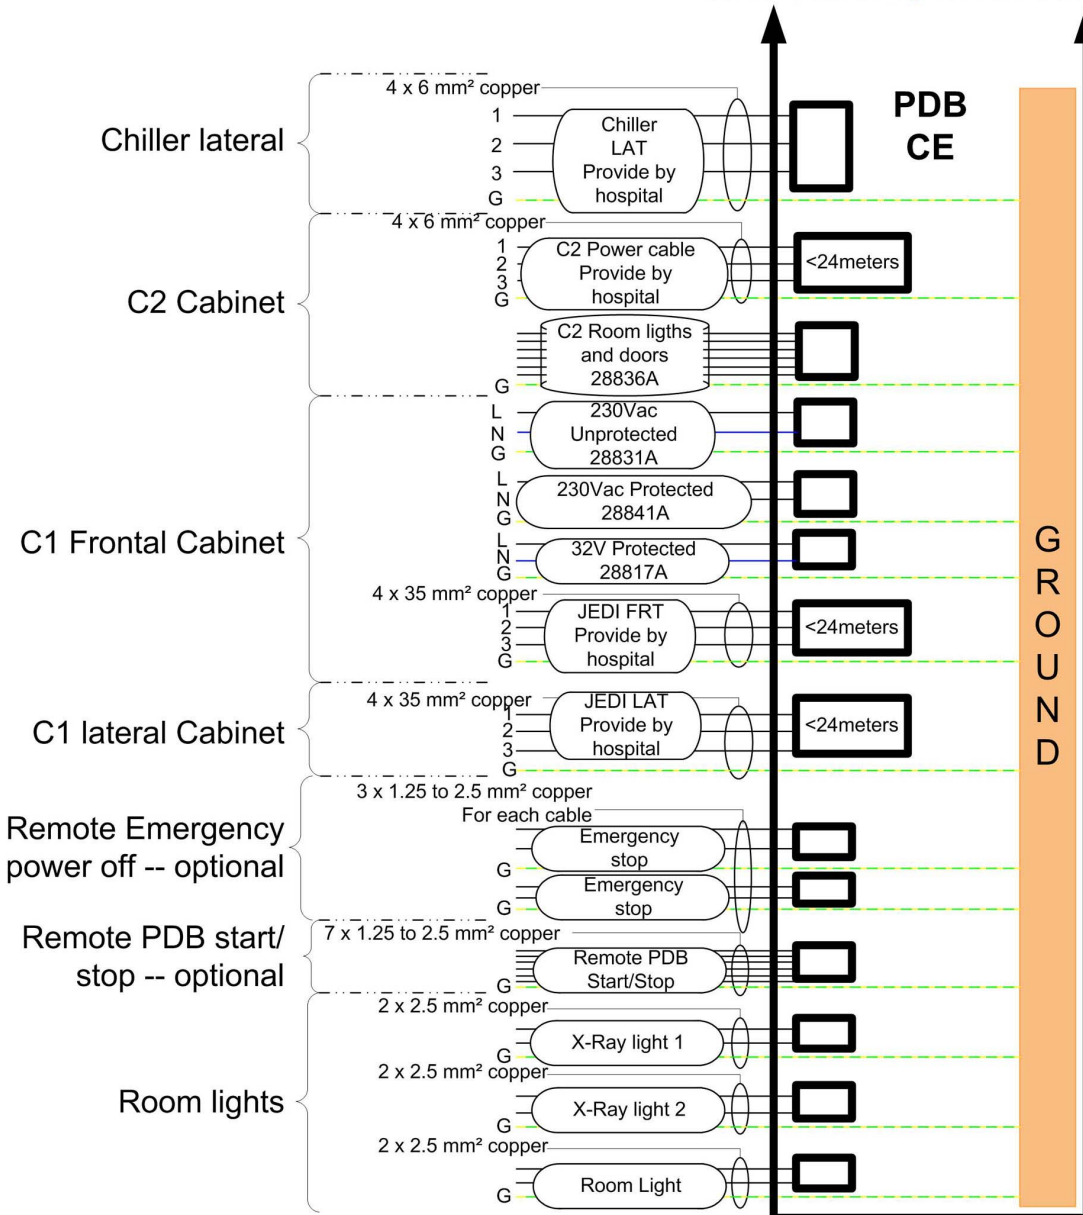 PDB
CE
Chiller lateral
4 x 6 mm² copper
1
2
3
G
Chiller
LAT
Provide by
hospital
C2 Cabinet
4 x 6 mm² copper
1
2
3
G
C2 Power cable
Provide by
hospital
<24meters
C2 Room ligths
and doors
28836A
G
C1 Frontal Cabinet
L
N
G
230Vac
Unprotected
28831A
L
N
G
230Vac Protected
28841A
L
N
G
32V Protected
28817A
4 x 35 mm² copper
1
2
3
G
JEDI FRT
Provide by
hospital
<24meters
C1 lateral Cabinet
4 x 35 mm² copper
1
2
3
G
JEDI LAT
Provide by
hospital
<24meters
Remote Emergency
power off -- optional
3 x 1.25 to 2.5 mm² copper
For each cable
Emergency
stop
G
Emergency
stop
G
Remote PDB start/
stop -- optional
7 x 1.25 to 2.5 mm² copper
Remote PDB
Start/Stop
G
Room lights
2 x 2.5 mm² copper
X-Ray light 1
G
2 x 2.5 mm² copper
X-Ray light 2
G
2 x 2.5 mm² copper
Room Light
G
G
R
O
U
N
D